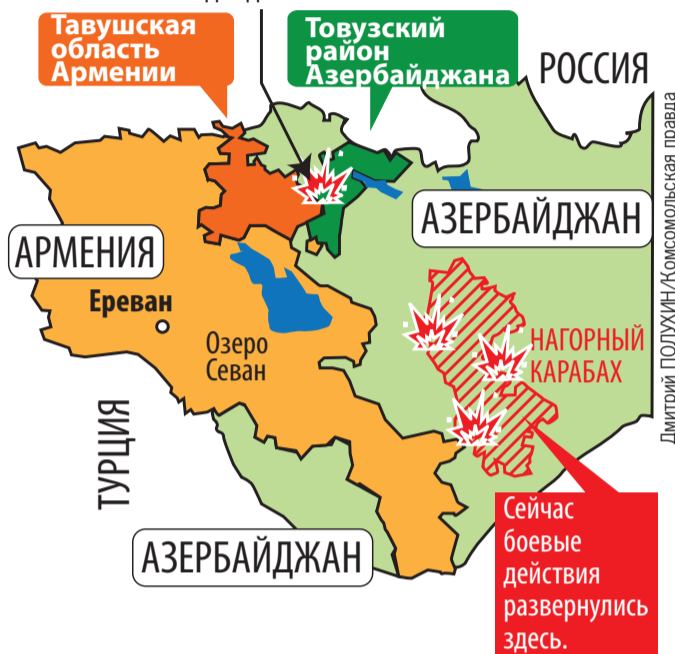 Тавушская
область
Армении
Товузский
район
Азербайджана
РОССИЯ
АЗЕРБАЙДЖАН
АРМЕНИЯ
Ереван
Озеро
Севан
НАГОРНЫЙ
КАРАБАХ
ТУРЦИЯ
АЗЕРБАЙДЖАН
Сейчас
боевые
действия
развернулись
здесь.
Дмитрий ПОЛУХИН/Комсомольская правда